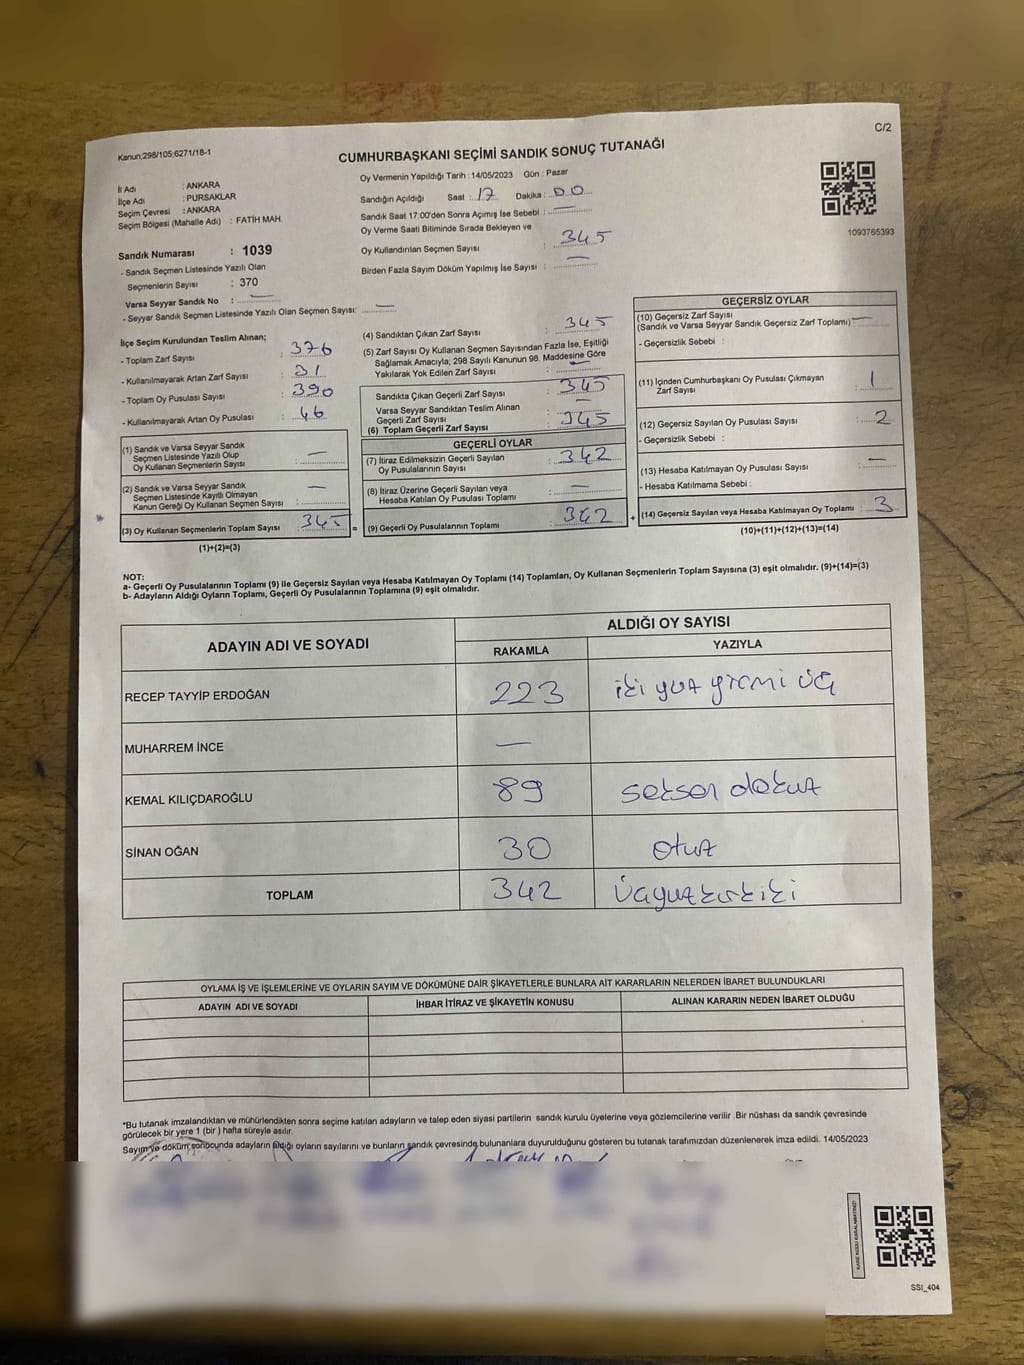 C/2
Kanun;298/105;6271/18-1
CUMHURBAŞKANI SEÇİMİ SANDIK SONUÇ TUTANAĞI
İl Adı : ANKARA
İlçe Adı : PURSAKLAR
Seçim Çevresi : ANKARA
Seçim Bölgesi (Mahalle Adı) : FATİH MAH.
Sandık Numarası : 1039
- Sandık Seçmen Listesinde Yazılı Olan
Seçmenlerin Sayısı : 370
Varsa Seyyar Sandık No : —
- Seyyar Sandık Seçmen Listesinde Yazılı Olan Seçmen Sayısı: —
Oy Vermenin Yapıldığı Tarih : 14/05/2023 Gün : Pazar
Sandığın Açıldığı Saat : 17 Dakika : 00
Sandık Saat 17:00'den Sonra Açımış İse Sebebi : —
Oy Verme Saati Bitiminde Sırada Bekleyen ve
Oy Kullandırılan Seçmen Sayısı : 345
Birden Fazla Sayım Döküm Yapılmış İse Sayısı : —
1093765393
İlçe Seçim Kurulundan Teslim Alınan;
- Toplam Zarf Sayısı : 376
- Kullanılmayarak Artan Zarf Sayısı : 31
- Toplam Oy Pusulası Sayısı : 390
- Kullanılmayarak Artan Oy Pusulası : 46
(1) Sandık ve Varsa Seyyar Sandık
Seçmen Listesinde Yazılı Olup
Oy Kullanan Seçmenlerin Sayısı : —
(2) Sandık ve Varsa Seyyar Sandık
Seçmen Listesinde Kayıtlı Olmayan
Kanun Gereği Oy Kullanan Seçmen Sayısı : —
(3) Oy Kullanan Seçmenlerin Toplam Sayısı : 345 =
(1)+(2)=(3)
(4) Sandıktan Çıkan Zarf Sayısı : 345
(5) Zarf Sayısı Oy Kullanan Seçmen Sayısından Fazla İse, Eşitliği
Sağlamak Amacıyla, 298 Sayılı Kanunun 98. Maddesine Göre
Yakılarak Yok Edilen Zarf Sayısı : —
Sandıkta Çıkan Geçerli Zarf Sayısı : 345
Varsa Seyyar Sandıktan Teslim Alınan
Geçerli Zarf Sayısı : —
(6) Toplam Geçerli Zarf Sayısı : 345
GEÇERLİ OYLAR
(7) İtiraz Edilmeksizin Geçerli Sayılan
Oy Pusulalarının Sayısı : 342
(8) İtiraz Üzerine Geçerli Sayılan veya
Hesaba Katılan Oy Pusulası Toplamı : —
(9) Geçerli Oy Pusulalarının Toplamı : 342 +
GEÇERSİZ OYLAR
(10) Geçersiz Zarf Sayısı
(Sandık ve Varsa Seyyar Sandık Geçersiz Zarf Toplamı) : —
- Geçersizlik Sebebi :
(11) İçinden Cumhurbaşkanı Oy Pusulası Çıkmayan
Zarf Sayısı : 1
(12) Geçersiz Sayılan Oy Pusulası Sayısı : 2
- Geçersizlik Sebebi :
(13) Hesaba Katılmayan Oy Pusulası Sayısı : —
- Hesaba Katılmama Sebebi :
(14) Geçersiz Sayılan veya Hesaba Katılmayan Oy Toplamı : 3
(10)+(11)+(12)+(13)=(14)
NOT:
a- Geçerli Oy Pusulalarının Toplamı (9) ile Geçersiz Sayılan veya Hesaba Katılmayan Oy Toplamı (14) Toplamları, Oy Kullanan Seçmenlerin Toplam Sayısına (3) eşit olmalıdır. (9)+(14)=(3)
b- Adayların Aldığı Oyların Toplamı, Geçerli Oy Pusulalarının Toplamına (9) eşit olmalıdır.
ADAYIN ADI VE SOYADI ALDIĞI OY SAYISI
RAKAMLA YAZIYLA
RECEP TAYYİP ERDOĞAN 223 iki yüz yirmi üç
MUHARREM İNCE —
KEMAL KILIÇDAROĞLU 89 seksen dokuz
SİNAN OĞAN 30 otuz
TOPLAM 342 Üçyüzkırkiki
OYLAMA İŞ VE İŞLEMLERİNE VE OYLARIN SAYIM VE DÖKÜMÜNE DAİR ŞİKAYETLERLE BUNLARA AİT KARARLARIN NELERDEN İBARET BULUNDUKLARI
ADAYIN ADI VE SOYADI İHBAR İTİRAZ VE ŞİKAYETİN KONUSU ALINAN KARARIN NEDEN İBARET OLDUĞU
*Bu tutanak imzalandıktan ve mühürlendikten sonra seçime katılan adayların ve talep eden siyasi partilerin sandık kurulu üyelerine veya gözlemcilerine verilir .Bir nüshası da sandık çevresinde
görülecek bir yere 1 (bir ) hafta süreyle asılır.
Sayım ve döküm sonucunda adayların aldığı oyların sayılarını ve bunların sandık çevresinde bulunanlara duyurulduğunu gösteren bu tutanak tarafımızdan düzenlenerek imza edildi. 14/05/2023
KARE KODU KARALAMAYINIZ!
SSI_404